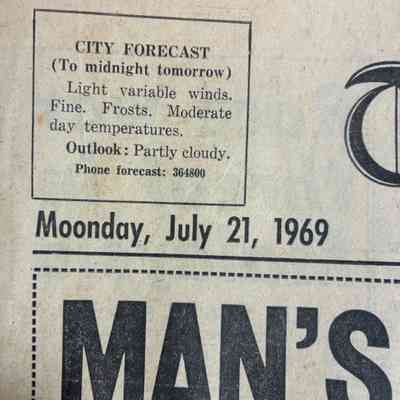 CITY FORECAST
(To midnight tomorrow)
Light variable winds.
Fine. Frosts. Moderate
day temperatures.
Outlook: Partly cloudy.
Phone forecast: 364800
T
Moonday, July 21, 1969
MAN'S